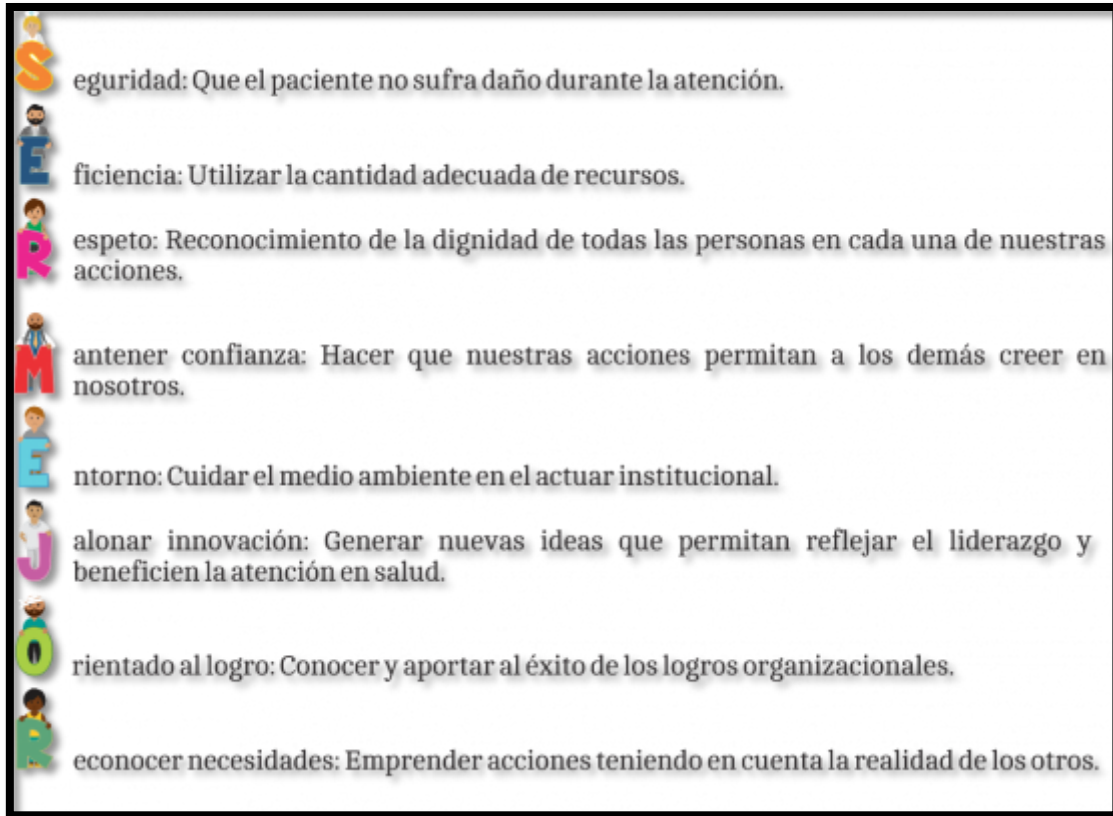 Seguridad: Que el paciente no sufra daño durante la atención.
Eficiencia: Utilizar la cantidad adecuada de recursos.
Respeto: Reconocimiento de la dignidad de todas las personas en cada una de nuestras
acciones.
Mantener confianza: Hacer que nuestras acciones permitan a los demás creer en
nosotros.
Entorno: Cuidar el medio ambiente en el actuar institucional.
Jalonar innovación: Generar nuevas ideas que permitan reflejar el liderazgo y
beneficien la atención en salud.
Orientado al logro: Conocer y aportar al éxito de los logros organizacionales.
Reconocer necesidades: Emprender acciones teniendo en cuenta la realidad de los otros.